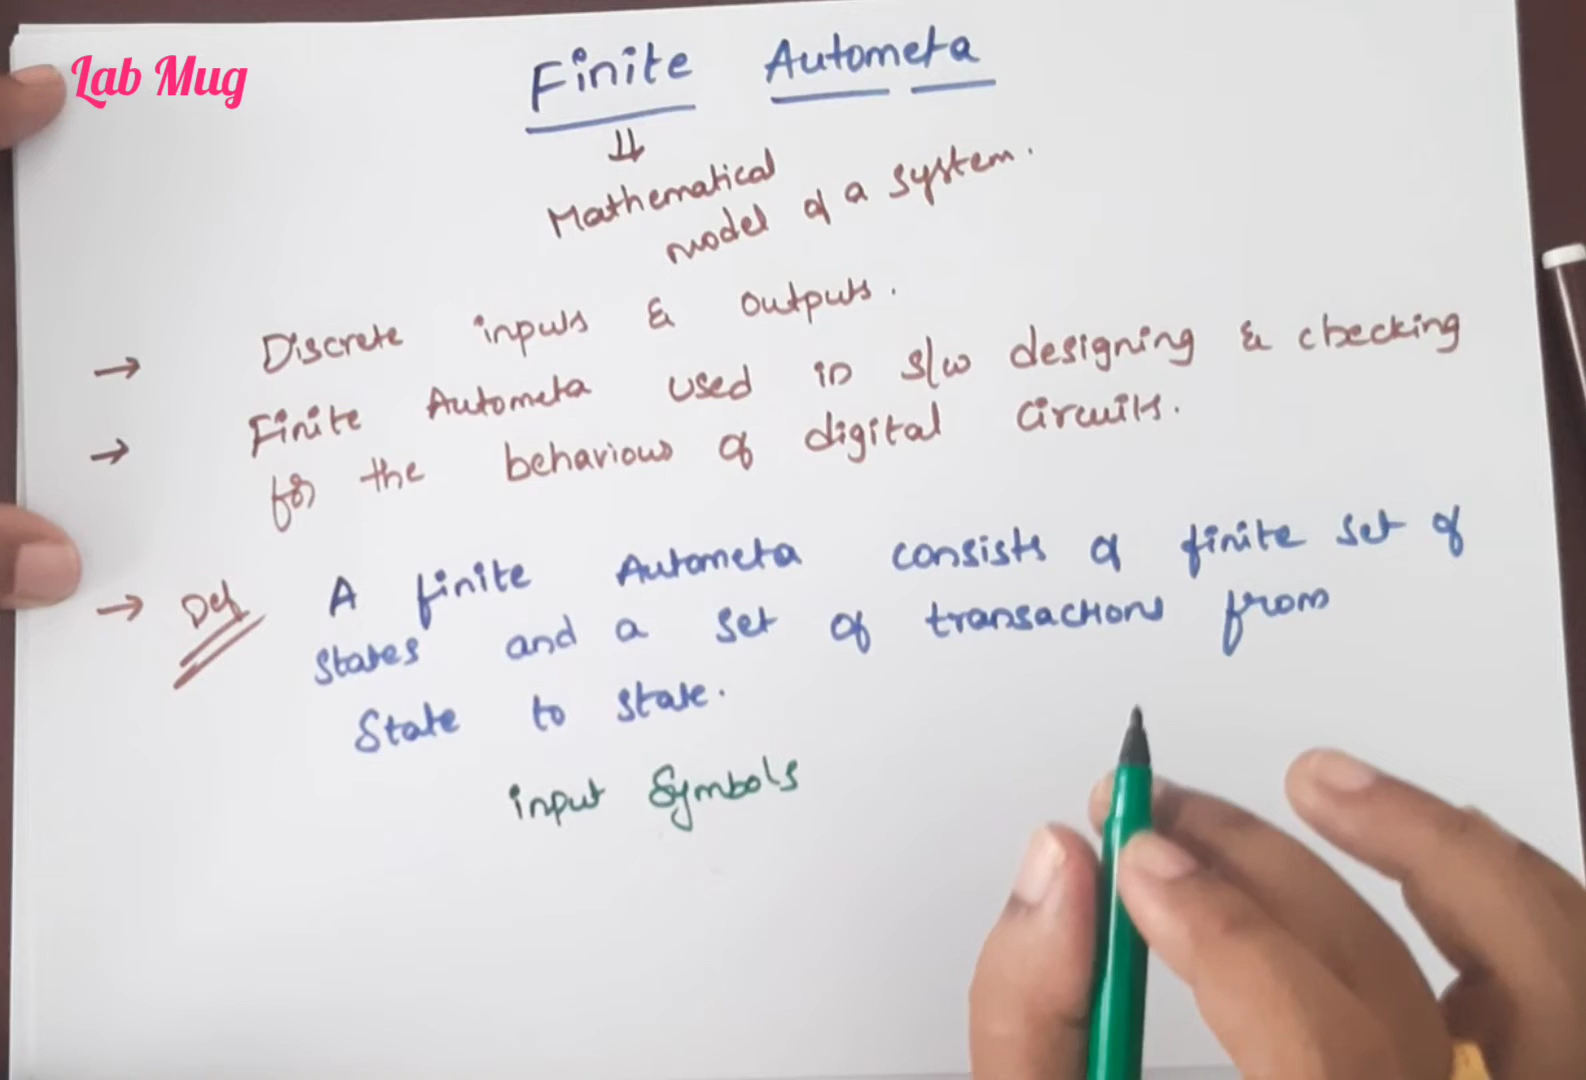 Lab Mug
Finite Autometa
Mathematical
model of a system.
→ Discrete inputs & outputs.
→ Finite Autometa used in s/w designing & checking
for the behaviour of digital circuits.
→ Def A finite Autometa consists of finite set of
states and a set of transactions from
State to state.
input Symbols